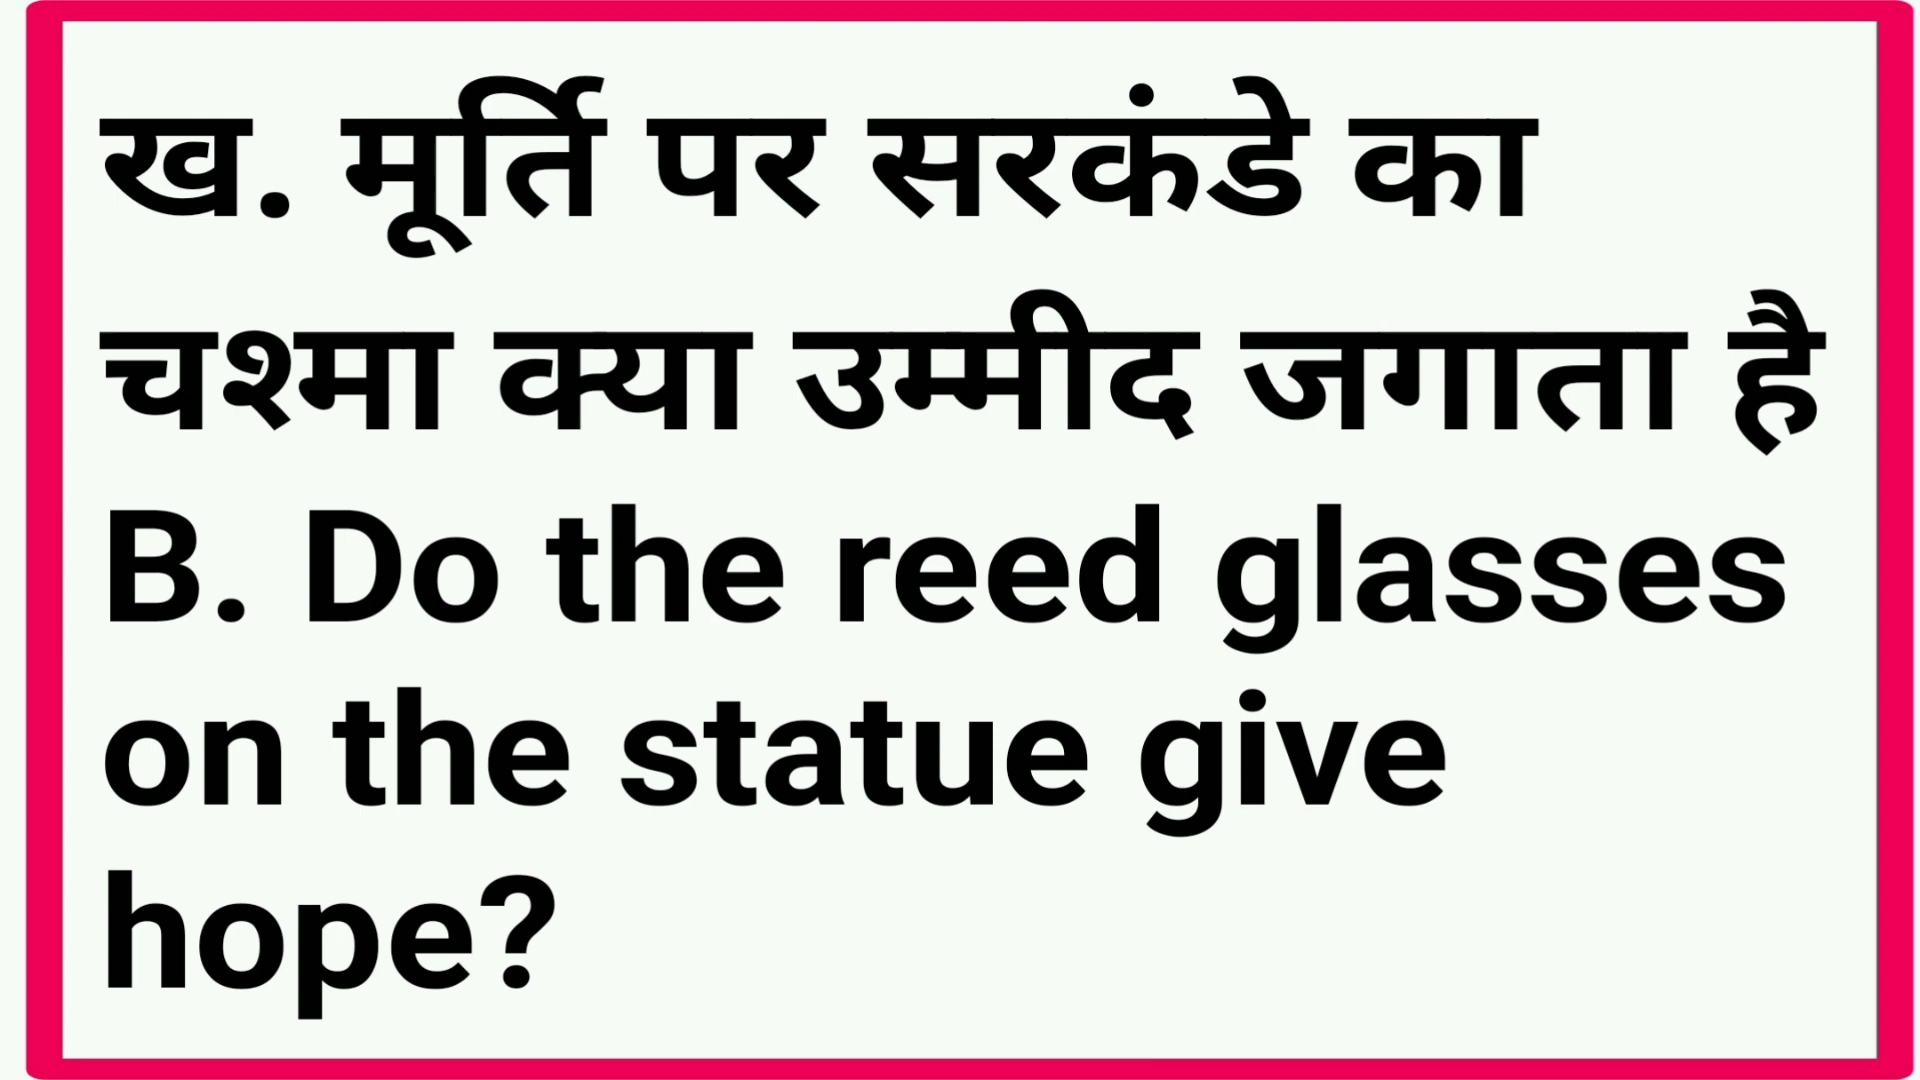 ख. मूर्ति पर सरकंडे का
चश्मा क्या उम्मीद जगाता है
B. Do the reed glasses
on the statue give
hope?